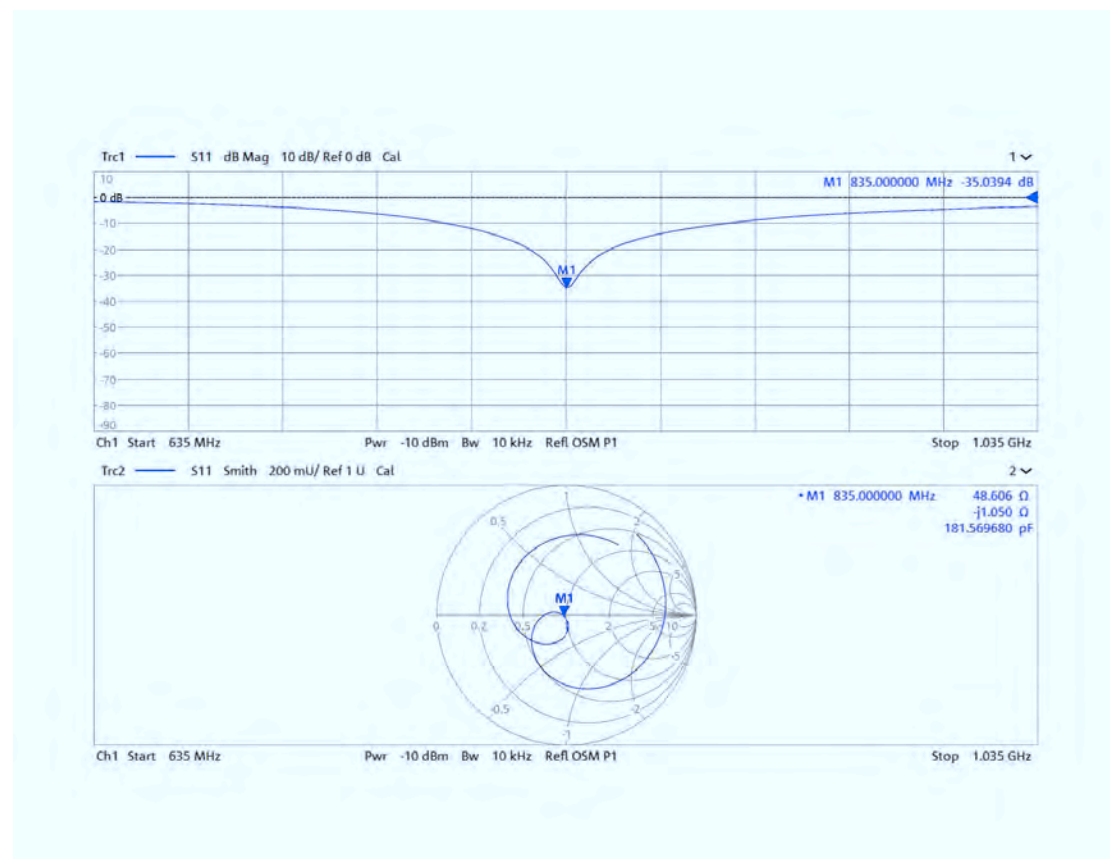 Trc1 S11 dB Mag 10 dB/ Ref 0 dB Cal 1
10
M1 835.000000 MHz -35.0394 dB
0 dB
-10
-20
-30
M1
-40
-50
-60
-70
-80
-90
Ch1 Start 635 MHz Pwr -10 dBm Bw 10 kHz Refl OSM P1 Stop 1.035 GHz
Trc2 S11 Smith 200 mU/ Ref 1 U Cal 2
• M1 835.000000 MHz 48.606 Ω
-j1.050 Ω
181.569680 pF
1
0.5 2
5
M1
0 0.2 0.5 1 2 5 10
-5
-0.5 -2
-1
Ch1 Start 635 MHz Pwr -10 dBm Bw 10 kHz Refl OSM P1 Stop 1.035 GHz